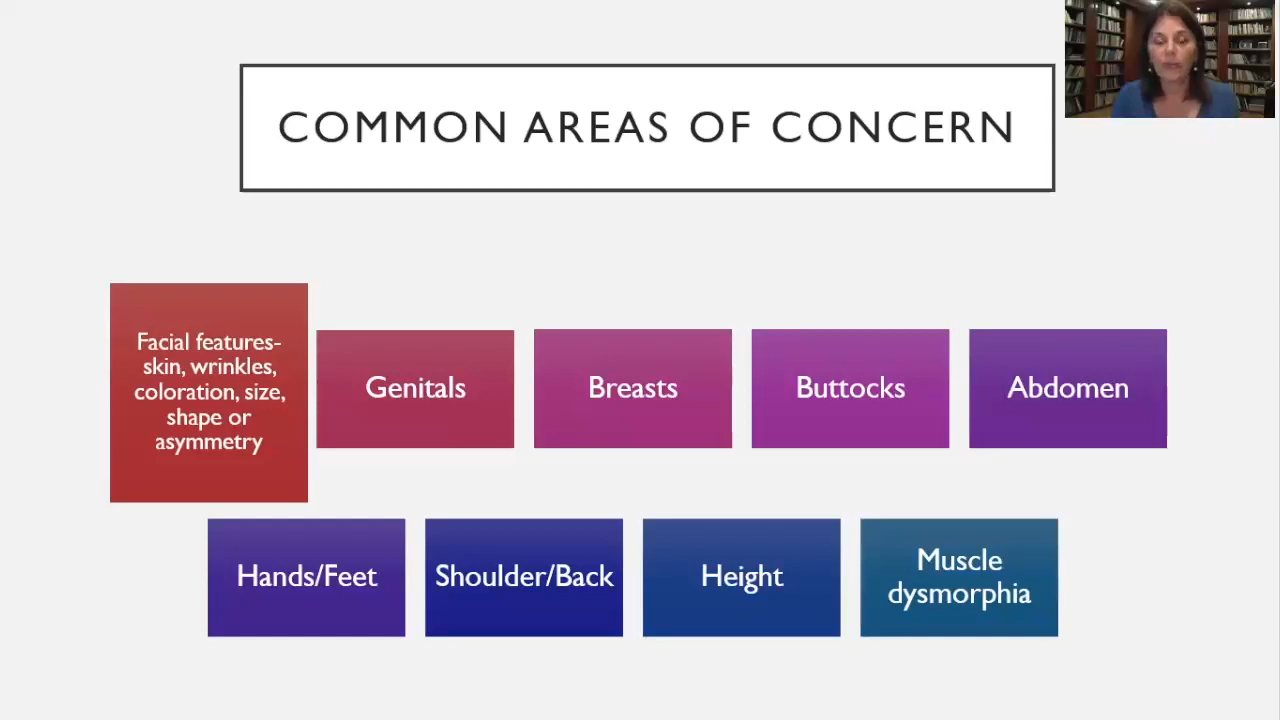 COMMON AREAS OF CONCERN
Facial features-
skin, wrinkles,
coloration, size,
shape or
asymmetry
Genitals
Breasts
Buttocks
Abdomen
Hands/Feet
Shoulder/Back
Height
Muscle
dysmorphia